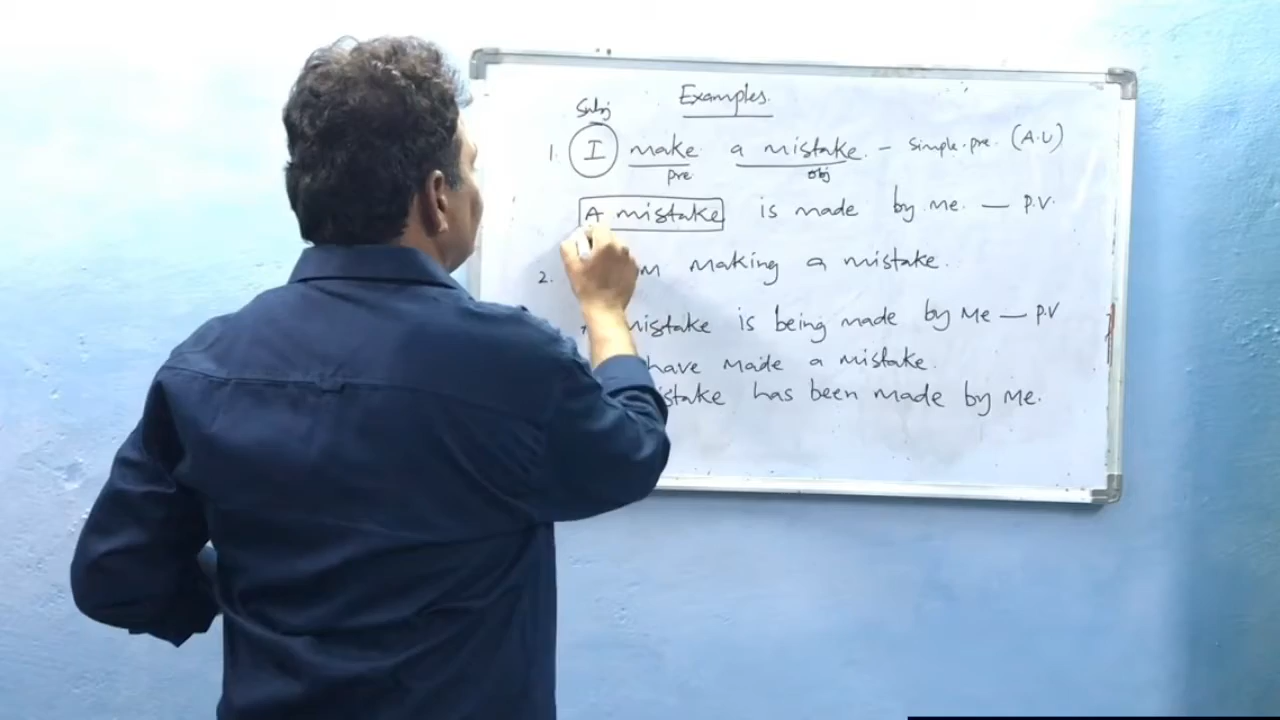 Examples.
Subj
1. I make a mistake. - Simple.pre. (A.V)
pre obj
A mistake is made by me. — P.V.
2. making a mistake.
mistake is being made by Me — P.V
have made a mistake.
has been made by Me.